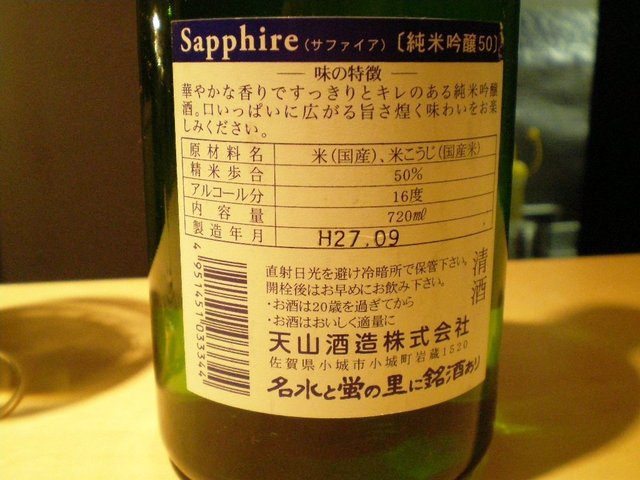 Sapphire（サファイア）〔純米吟醸50〕
味の特徴
華やかな香りですっきりとキレのある純米吟醸
酒。口いっぱいに広がる旨さ煌く味わいをお楽
しみください。
原材料名 米(国産)、米こうじ(国産米)
精米歩合 50%
アルコール分 16度
内容量 720mℓ
製造年月 H27.09
直射日光を避け冷暗所で保管下さい。
開栓後はお早めにお飲み下さい。
・お酒は20歳を過ぎてから
・お酒はおいしく適量に
清酒
天山酒造株式会社
佐賀県小城市小城町岩蔵1520
名水と蛍の里に銘酒あり
4 951451 033344